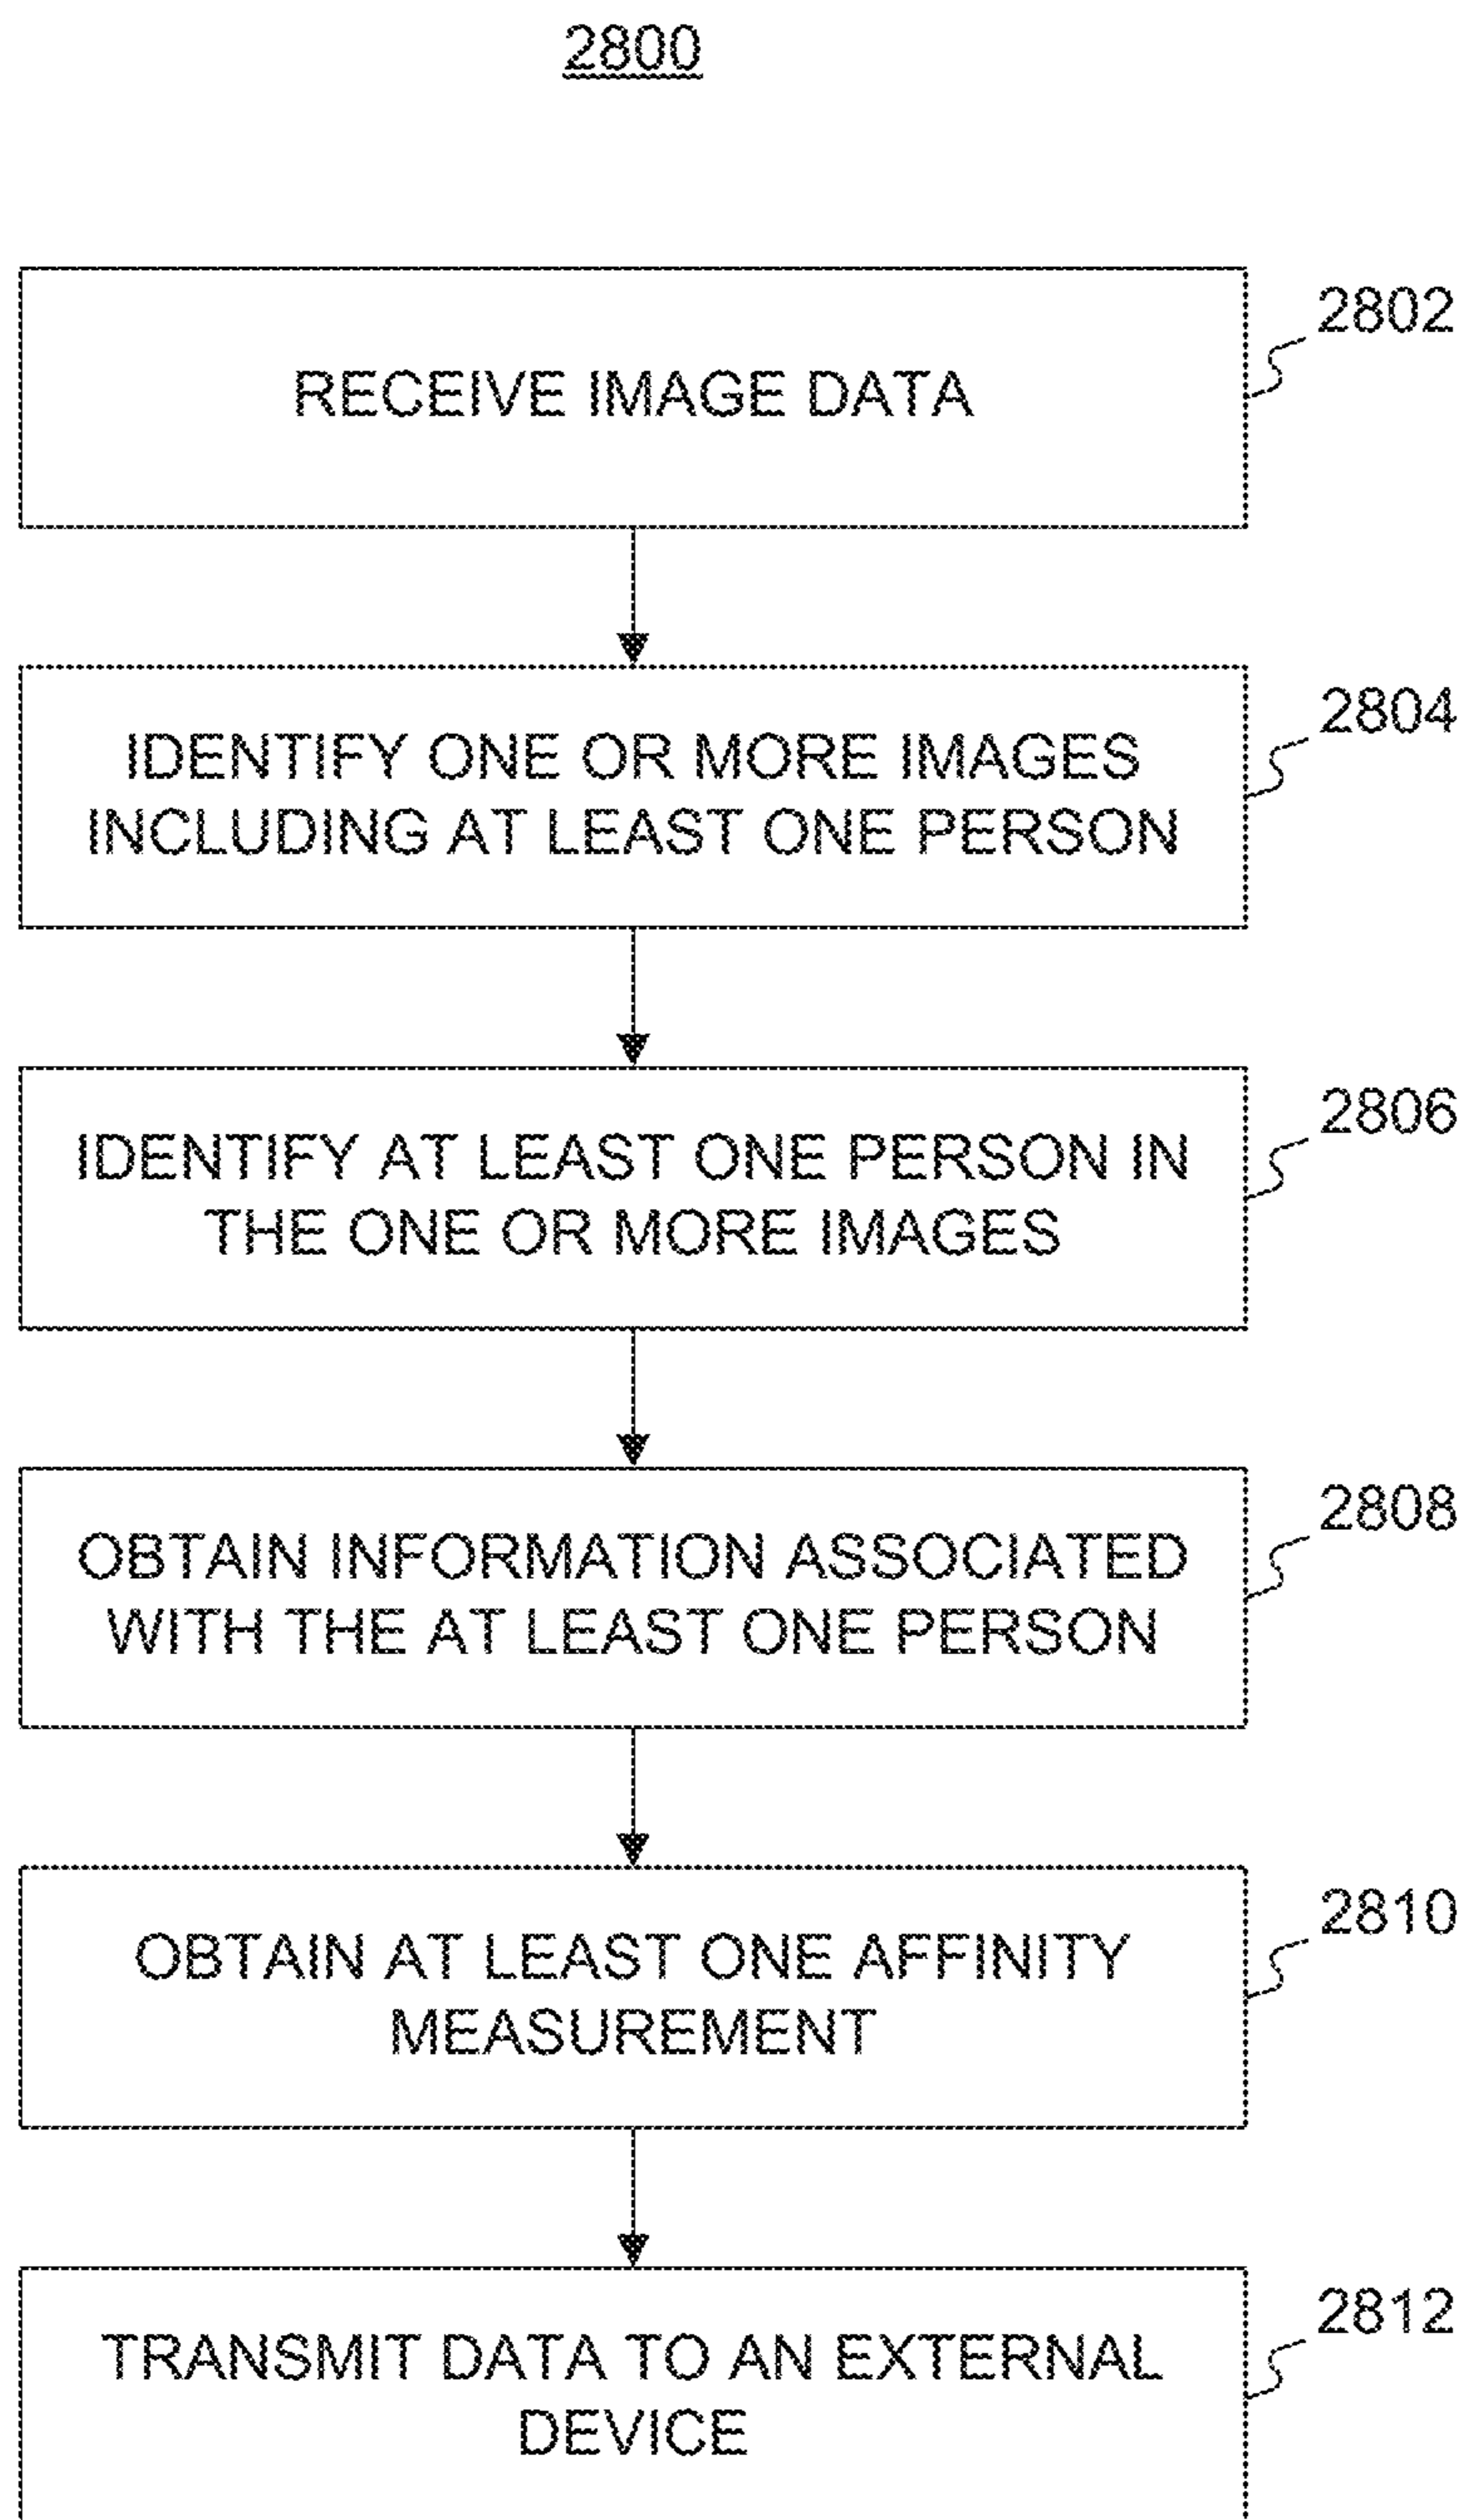 2800
RECEIVE IMAGE DATA
2802
IDENTIFY ONE OR MORE IMAGES
INCLUDING AT LEAST ONE PERSON
2804
IDENTIFY AT LEAST ONE PERSON IN
THE ONE OR MORE IMAGES
2806
OBTAIN INFORMATION ASSOCIATED
WITH THE AT LEAST ONE PERSON
2808
OBTAIN AT LEAST ONE AFFINITY
MEASUREMENT
2810
TRANSMIT DATA TO AN EXTERNAL
DEVICE
2812